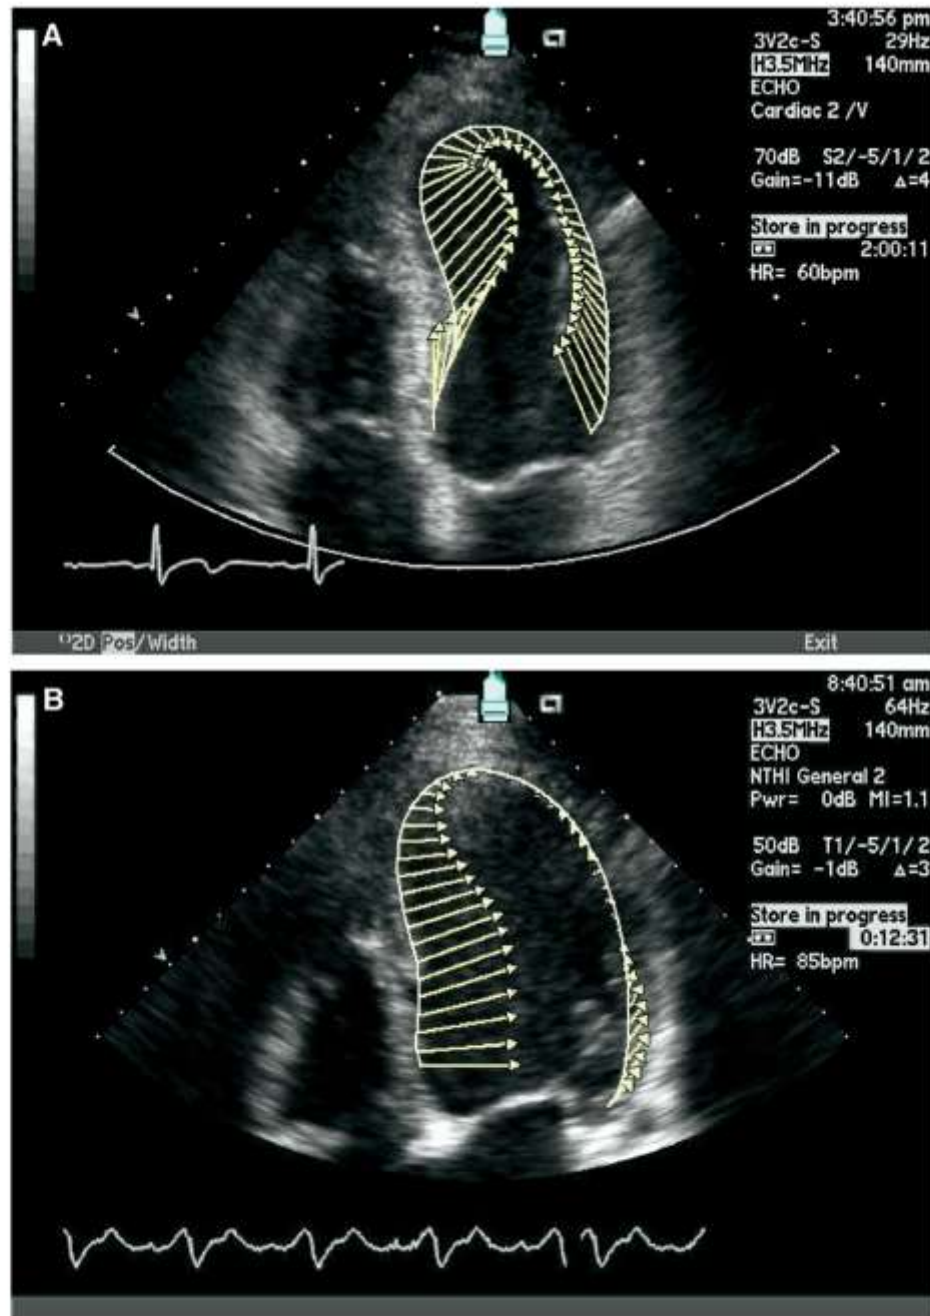 A
3:40:56 pm
3V2c-S 29Hz
H3.5MHz 140mm
ECHO
Cardiac 2 /V
70dB S2/-5/1/2
Gain=-11dB Δ=4
Store in progress
2:00:11
HR= 60bpm
2D Pos/Width Exit
B
8:40:51 am
3V2c-S 64Hz
H3.5MHz 140mm
ECHO
NTHI General 2
Pwr= 0dB MI=1.1
50dB T1/-5/1/2
Gain= -1dB Δ=3
Store in progress
0:12:31
HR= 85bpm